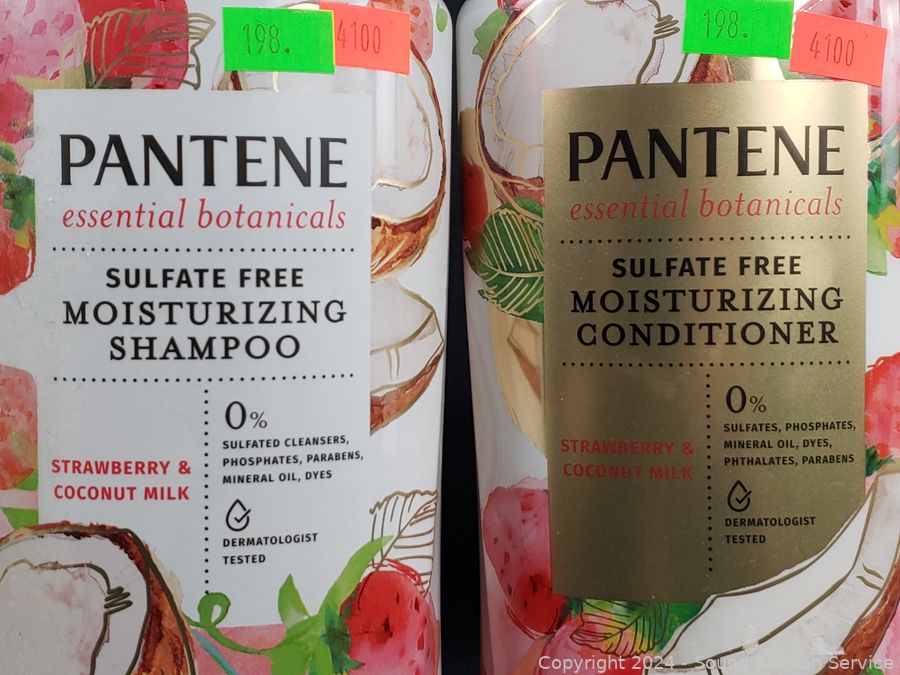 198.
4100
PANTENE
essential botanicals
SULFATE FREE
MOISTURIZING
SHAMPOO
STRAWBERRY &
COCONUT MILK
0%
SULFATED CLEANSERS,
PHOSPHATES, PARABENS,
MINERAL OIL, DYES
DERMATOLOGIST
TESTED
198.
4100
PANTENE
essential botanicals
SULFATE FREE
MOISTURIZING
CONDITIONER
STRAWBERRY &
COCONUT MILK
0%
SULFATES, PHOSPHATES,
MINERAL OIL, DYES,
PHTHALATES, PARABENS
DERMATOLOGIST
TESTED
Copyright 2024 - Sound Auction Service